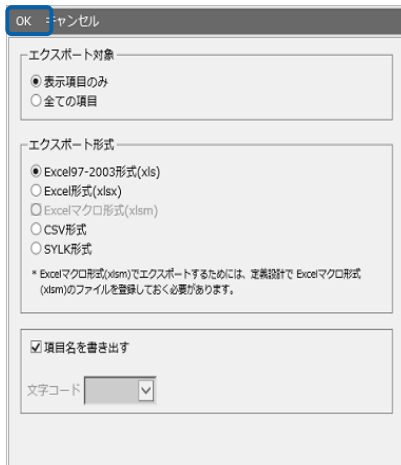 OK キャンセル
エクスポート対象
表示項目のみ
全ての項目
エクスポート形式
Excel97-2003形式(xls)
Excel形式(xlsx)
Excelマクロ形式(xlsm)
CSV形式
SYLK形式
* Excelマクロ形式(xlsm)でエクスポートするためには、定義設計で Excelマクロ形式
(xlsm)のファイルを登録しておく必要があります。
項目名を書き出す
文字コード